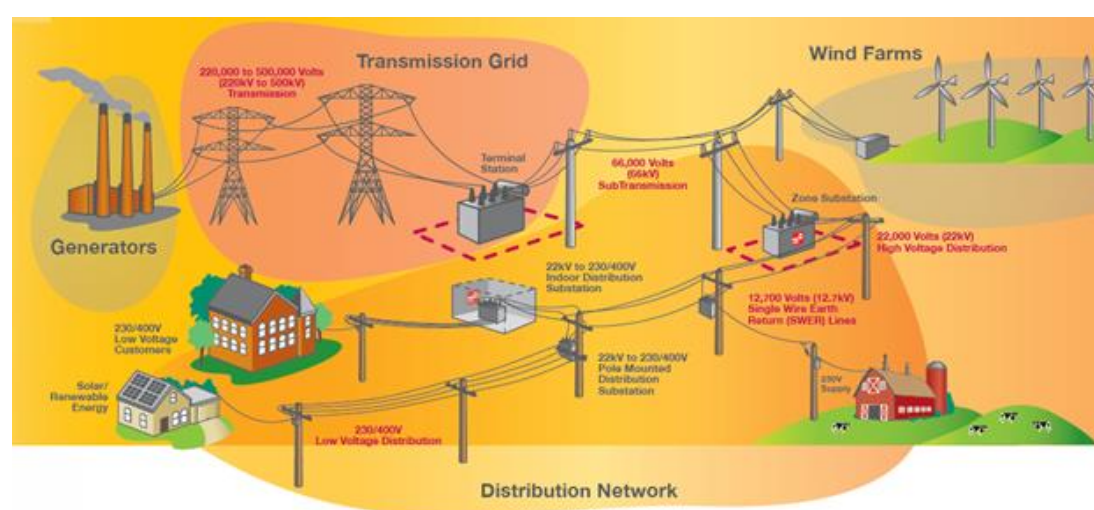 Transmission Grid
Wind Farms
220,000 to 500,000 Volts
(220kV to 500kV)
Transmission
Terminal
Station
66,000 Volts
(66kV)
SubTransmission
Zone Substation
Generators
22,000 Volts (22kV)
High Voltage Distribution
22kV to 230/400V
Indoor Distribution
Substation
12,700 Volts (12.7kV)
Single Wire Earth
Return (SWER) Lines
230/400V
Low Voltage
Customers
22kV to 230/400V
Pole Mounted
Distribution
Substation
Solar/
Renewable
Energy
230V
Supply
230/400V
Low Voltage Distribution
Distribution Network